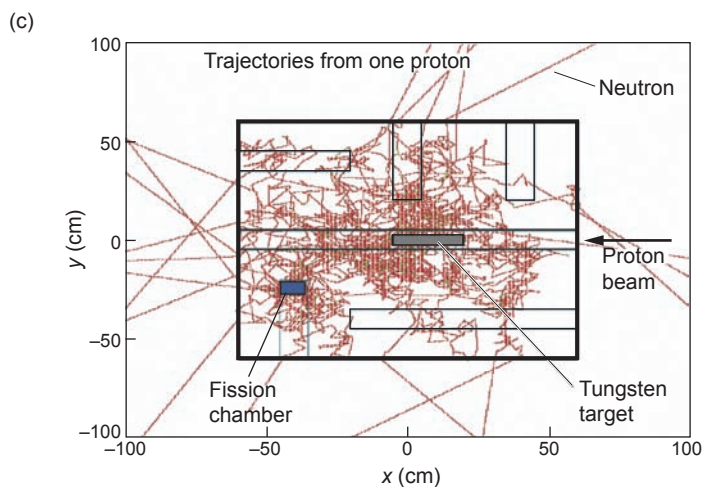 (c)
100
Trajectories from one proton
Neutron
50
y (cm)
0
Proton
beam
–50
Fission
chamber
Tungsten
target
–100
–100
–50
0
50
100
x (cm)